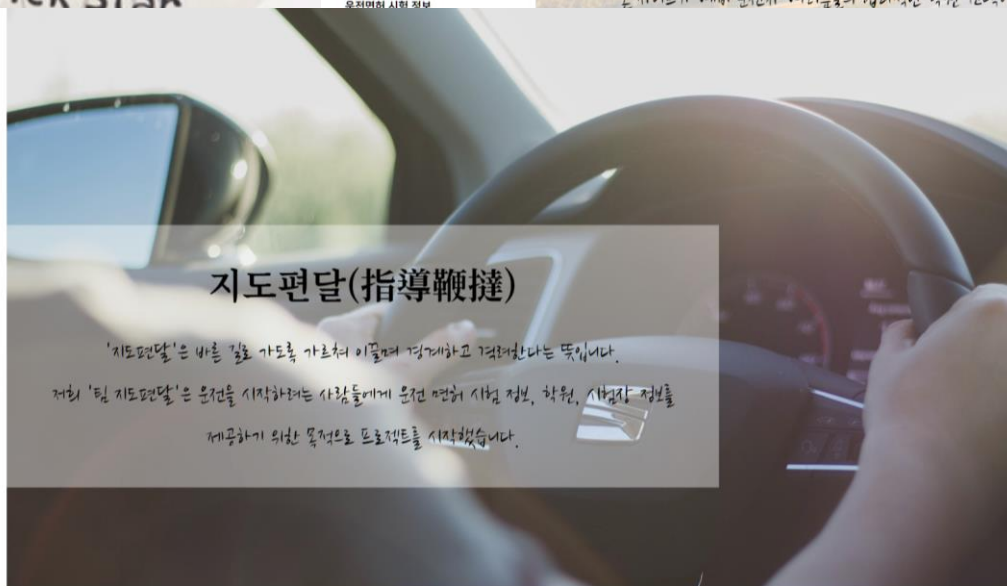 운전면허 시험 정보
지도편달(指導鞭撻)
'지도편달'은 바른 길로 가도록 가르쳐 이끌며 경계하고 격려한다는 뜻입니다.
저희 '팀 지도편달'은 운전을 시작하려는 사람들에게 운전 면허 시험 정보, 학원, 시험장 정보를
제공하기 위한 목적으로 프로젝트를 시작했습니다.